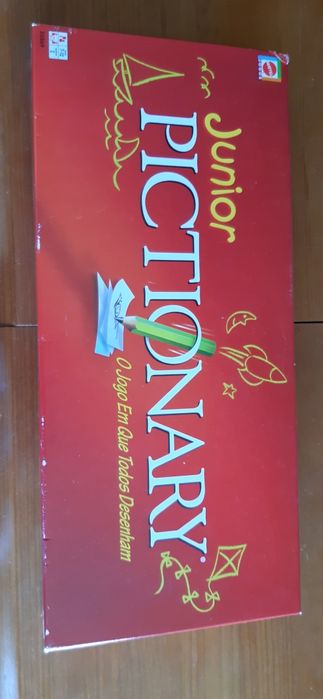 Junior
PICTIONARY
O Jogo Em Que Todos Desenham